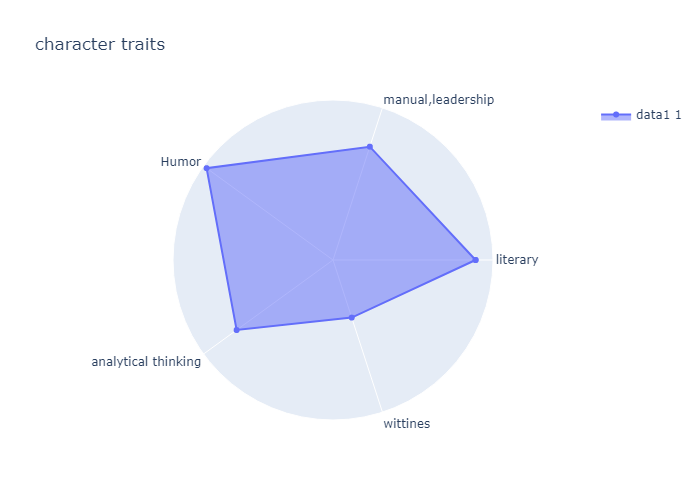 character traits
manual,leadership
data1 1
Humor
literary
analytical thinking
wittines